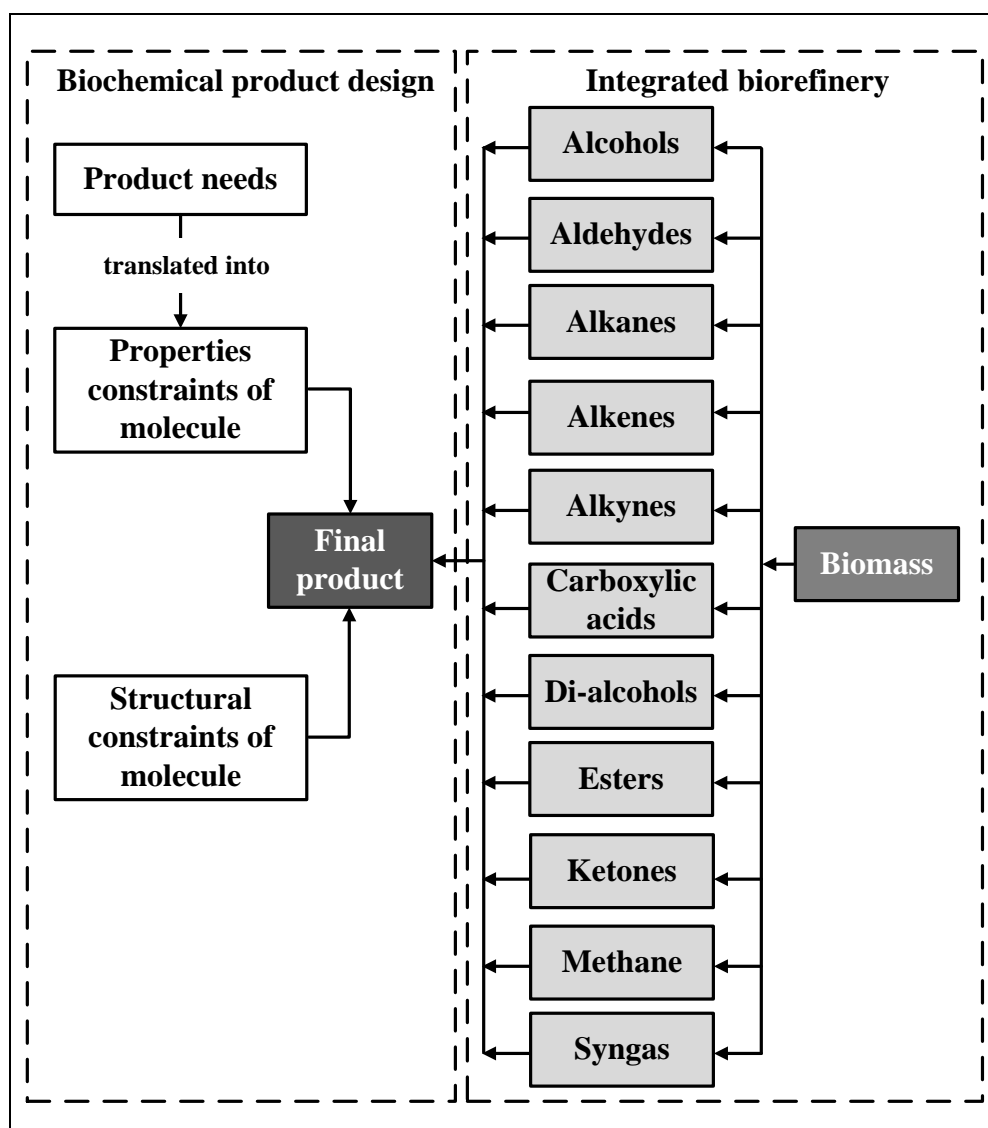 Biochemical product design
Product needs
translated into
Properties
constraints of
molecule
Final
product
Structural
constraints of
molecule
Integrated biorefinery
Alcohols
Aldehydes
Alkanes
Alkenes
Alkynes
Carboxylic
acids
Di-alcohols
Esters
Ketones
Methane
Syngas
Biomass